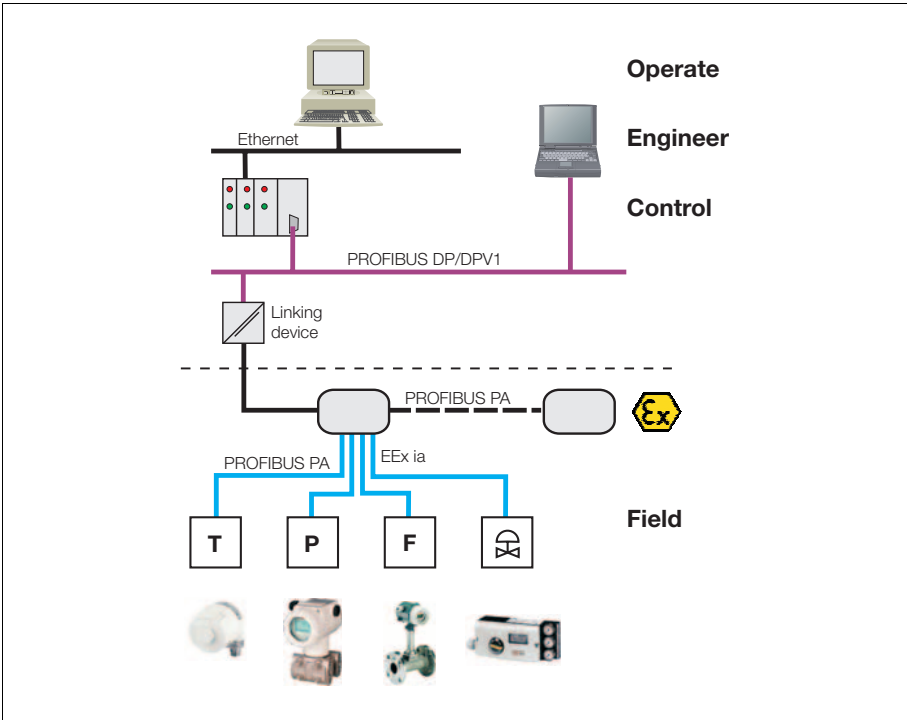 Operate
Ethernet
Engineer
Control
PROFIBUS DP/DPV1
Linking
device
PROFIBUS PA
Ex
PROFIBUS PA
EEx ia
T
P
F
Field